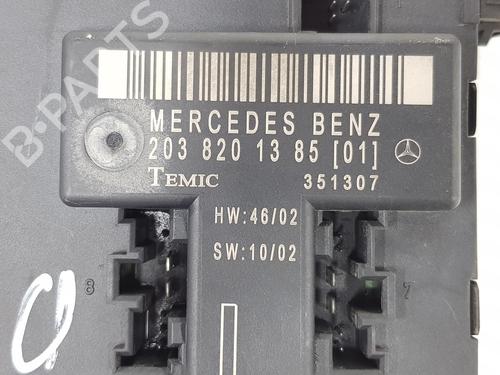 B-PARTS
MERCEDES BENZ
203 820 13 85 [01]
TEMIC 351307
HW:46/02
SW:10/02
8 7